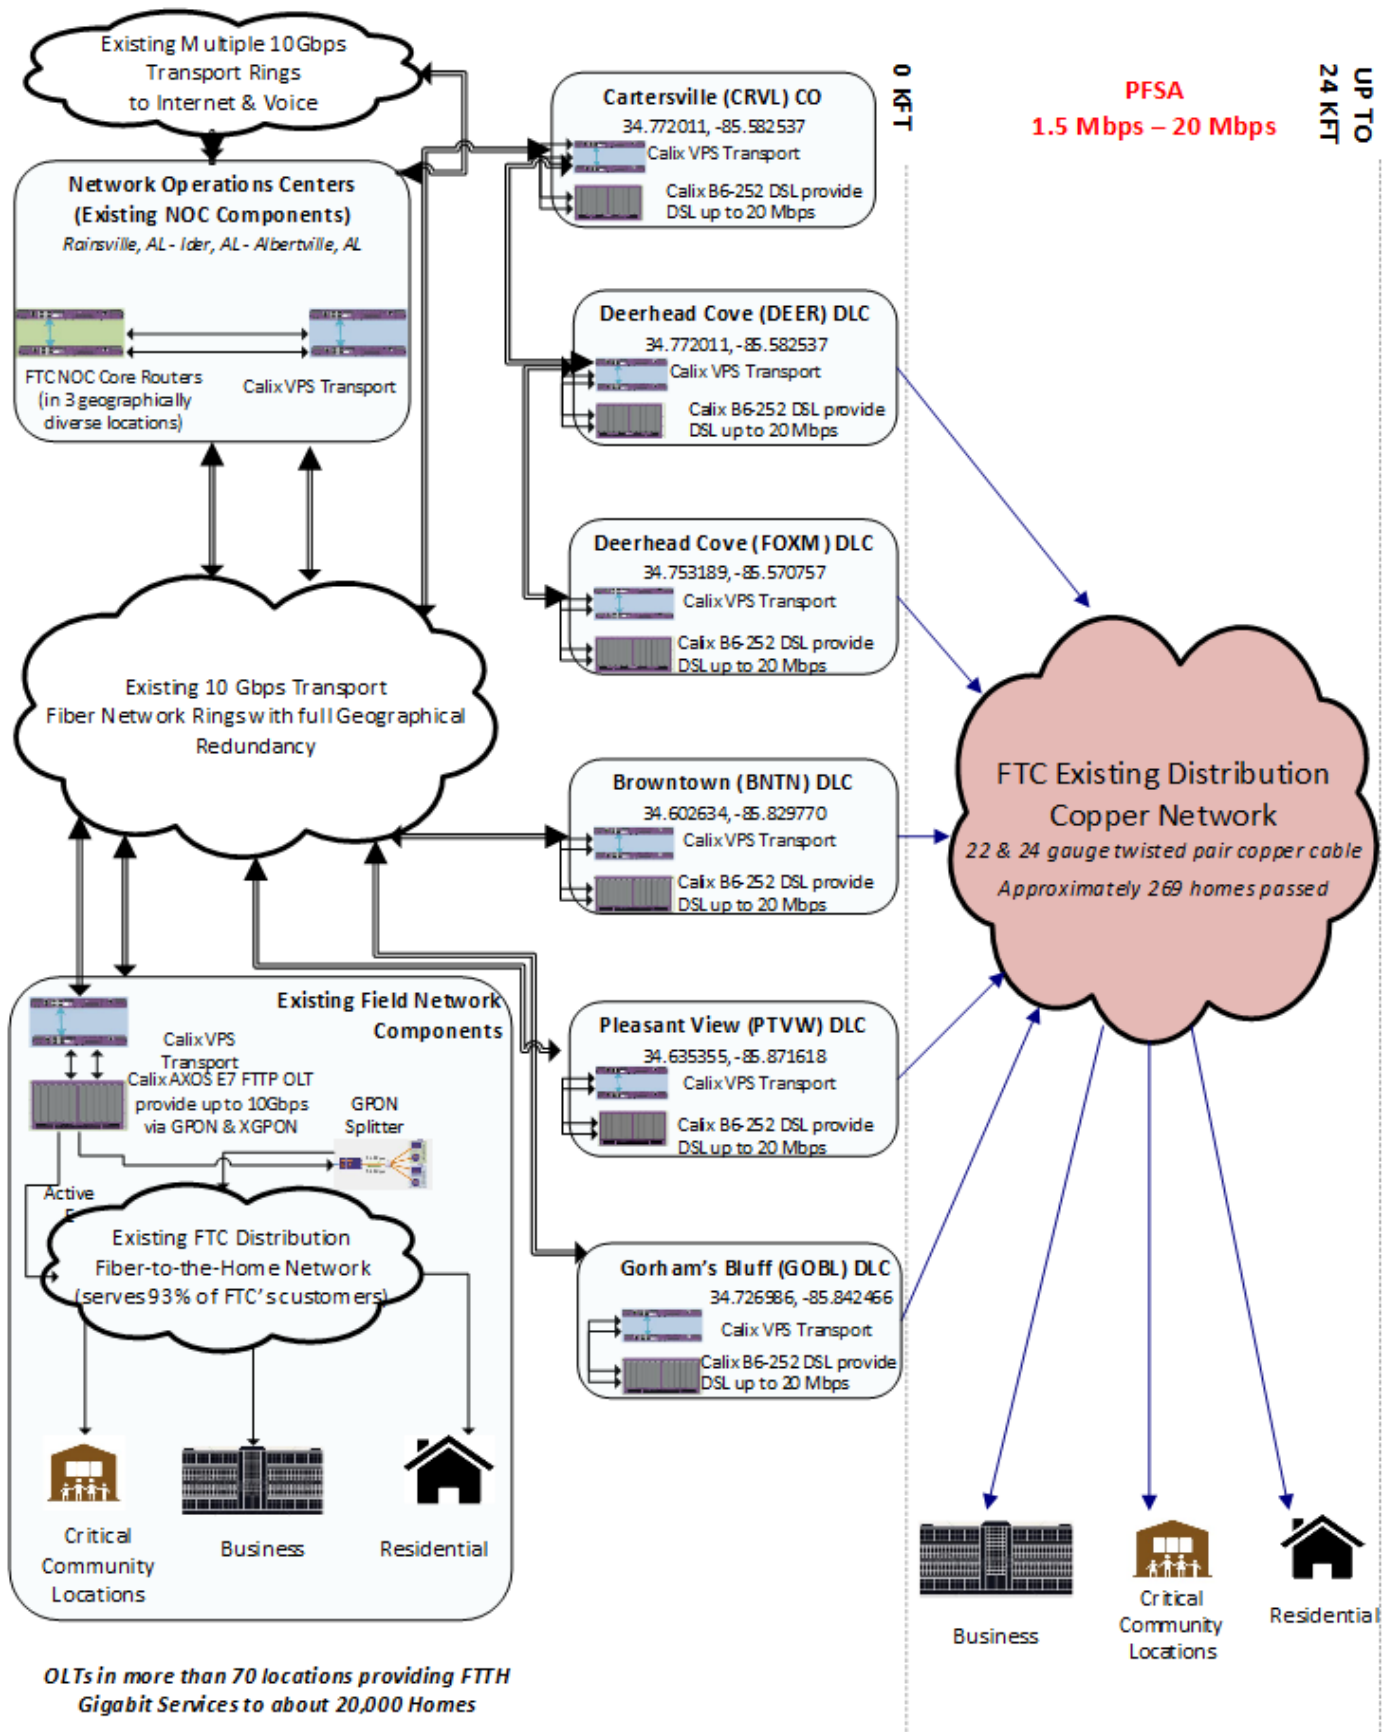 Existing Multiple 10Gbps
Transport Rings
to Internet & Voice
Network Operations Centers
(Existing NOC Components)
Rainsville, AL - Ider, AL - Albertville, AL
FTC NOC Core Routers
(in 3 geographically
diverse locations)
Calix VPS Transport
Existing 10 Gbps Transport
Fiber Network Rings with full Geographical
Redundancy
Existing Field Network
Components
Calix VPS
Transport
Calix AXOS E7 FTTP OLT
provide up to 10Gbps
via GPON & XGPON
GPON
Splitter
Active
E
Existing FTC Distribution
Fiber-to-the-Home Network
(serves 93% of FTC's customers)
Critical
Community
Locations
Business
Residential
OLTs in more than 70 locations providing FTTH
Gigabit Services to about 20,000 Homes
Cartersville (CRVL) CO
34.772011, -85.582537
Calix VPS Transport
Calix B6-252 DSL provide
DSL up to 20 Mbps
Deerhead Cove (DEER) DLC
34.772011, -85.582537
Calix VPS Transport
Calix B6-252 DSL provide
DSL up to 20 Mbps
Deerhead Cove (FOXM) DLC
34.753189, -85.570757
Calix VPS Transport
Calix B6-252 DSL provide
DSL up to 20 Mbps
Browntown (BNTN) DLC
34.602634, -85.829770
Calix VPS Transport
Calix B6-252 DSL provide
DSL up to 20 Mbps
Pleasant View (PTVW) DLC
34.635355, -85.871618
Calix VPS Transport
Calix B6-252 DSL provide
DSL up to 20 Mbps
Gorham's Bluff (GOBL) DLC
34.726986, -85.842466
Calix VPS Transport
Calix B6-252 DSL provide
DSL up to 20 Mbps
0 KFT
PFSA
1.5 Mbps – 20 Mbps
UP TO
24 KFT
FTC Existing Distribution
Copper Network
22 & 24 gauge twisted pair copper cable
Approximately 269 homes passed
Business
Critical
Community
Locations
Residential